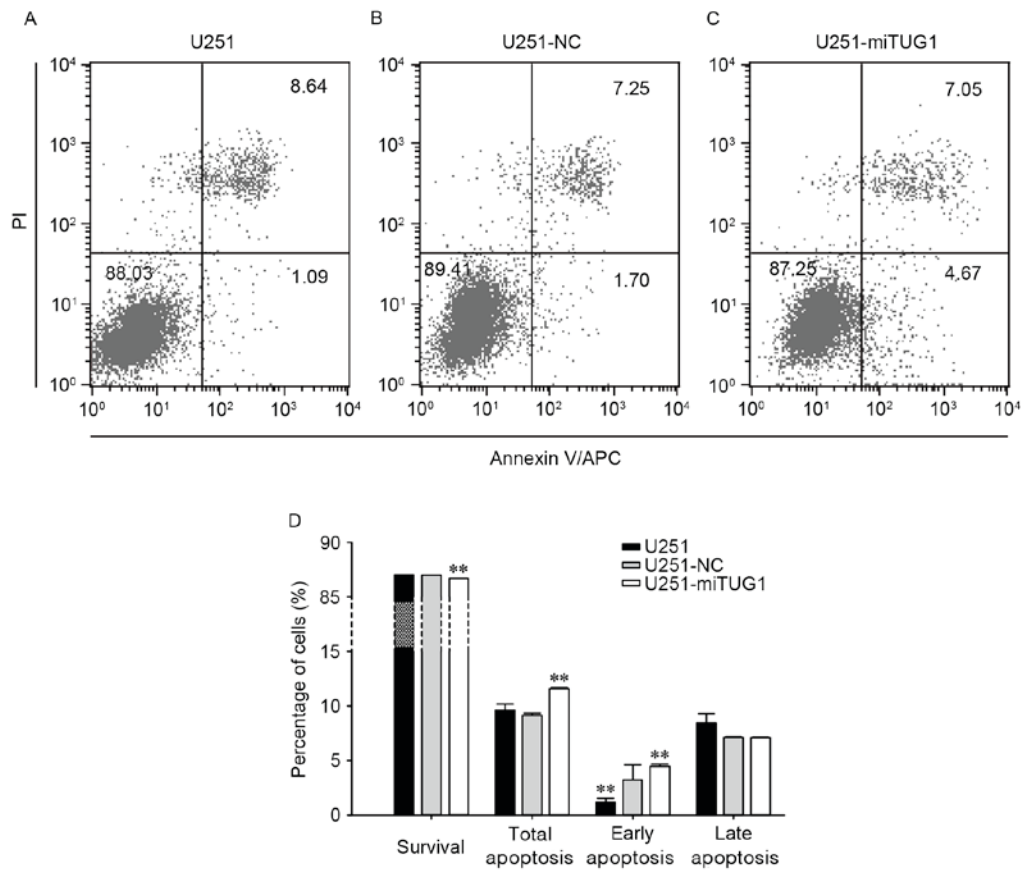 A
B
C
U251
U251-NC
U251-miTUG1
10⁴
8.64
10³
10²
88.03
1.09
10¹
10⁰
10⁰ 10¹ 10² 10³ 10⁴
10⁴
7.25
10³
10²
89.41
1.70
10¹
10⁰
10⁰ 10¹ 10² 10³ 10⁴
10⁴
7.05
10³
10²
87.25
4.67
10¹
10⁰
10⁰ 10¹ 10² 10³ 10⁴
PI
Annexin V/APC
D
Percentage of cells (%)
90
85
15
10
5
0
U251
U251-NC
U251-miTUG1
**
**
**
**
Survival
Total
apoptosis
Early
apoptosis
Late
apoptosis